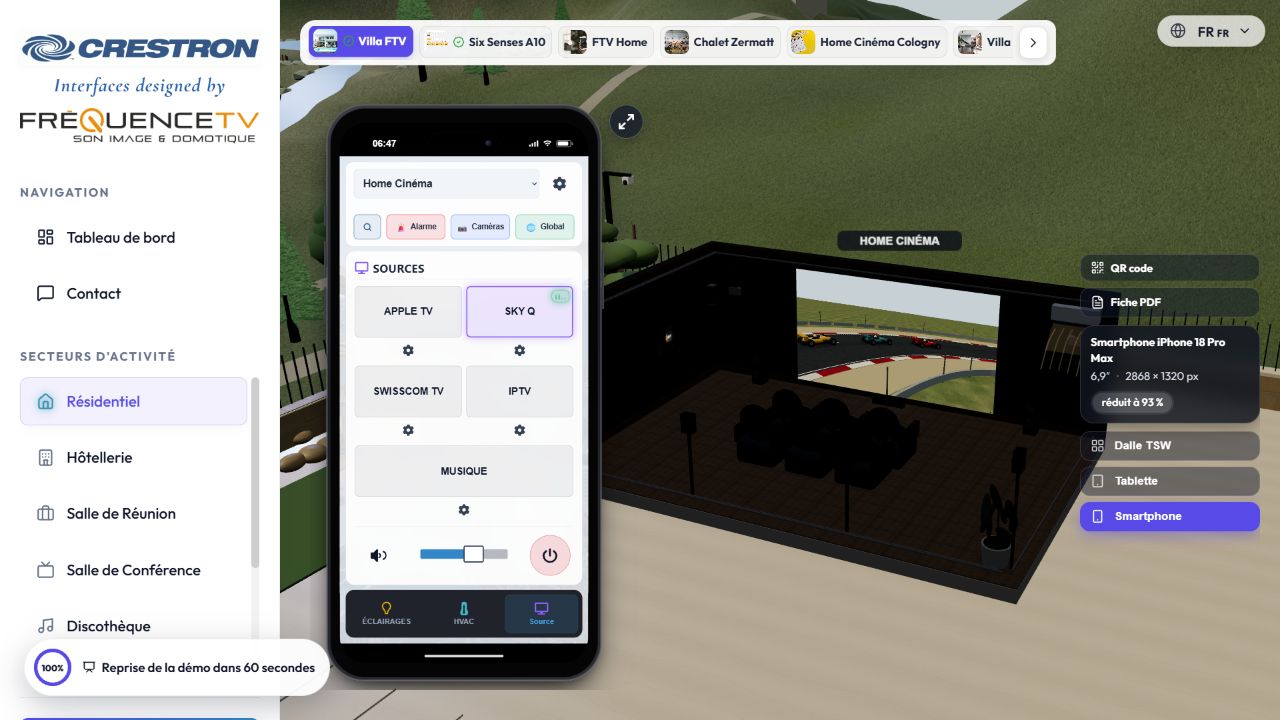 CRESTRON
Interfaces designed by
FRÉQUENCETV
SON IMAGE & DOMOTIQUE
NAVIGATION
Tableau de bord
Contact
SECTEURS D'ACTIVITÉ
Résidentiel
Hôtellerie
Salle de Réunion
Salle de Conférence
Discothèque
100%
Reprise de la démo dans 60 secondes
Villa FTV
Six Senses A10
FTV Home
Chalet Zermatt
Home Cinéma Cologny
Villa
FR FR
06:47
Home Cinéma
Alarme
Caméras
Global
SOURCES
APPLE TV
SKY Q
SWISSCOM TV
IPTV
MUSIQUE
ÉCLAIRAGES
HVAC
Source
HOME CINÉMA
QR code
Fiche PDF
Smartphone iPhone 18 Pro
Max
6,9″ · 2868 × 1320 px
réduit à 93 %
Dalle TSW
Tablette
Smartphone